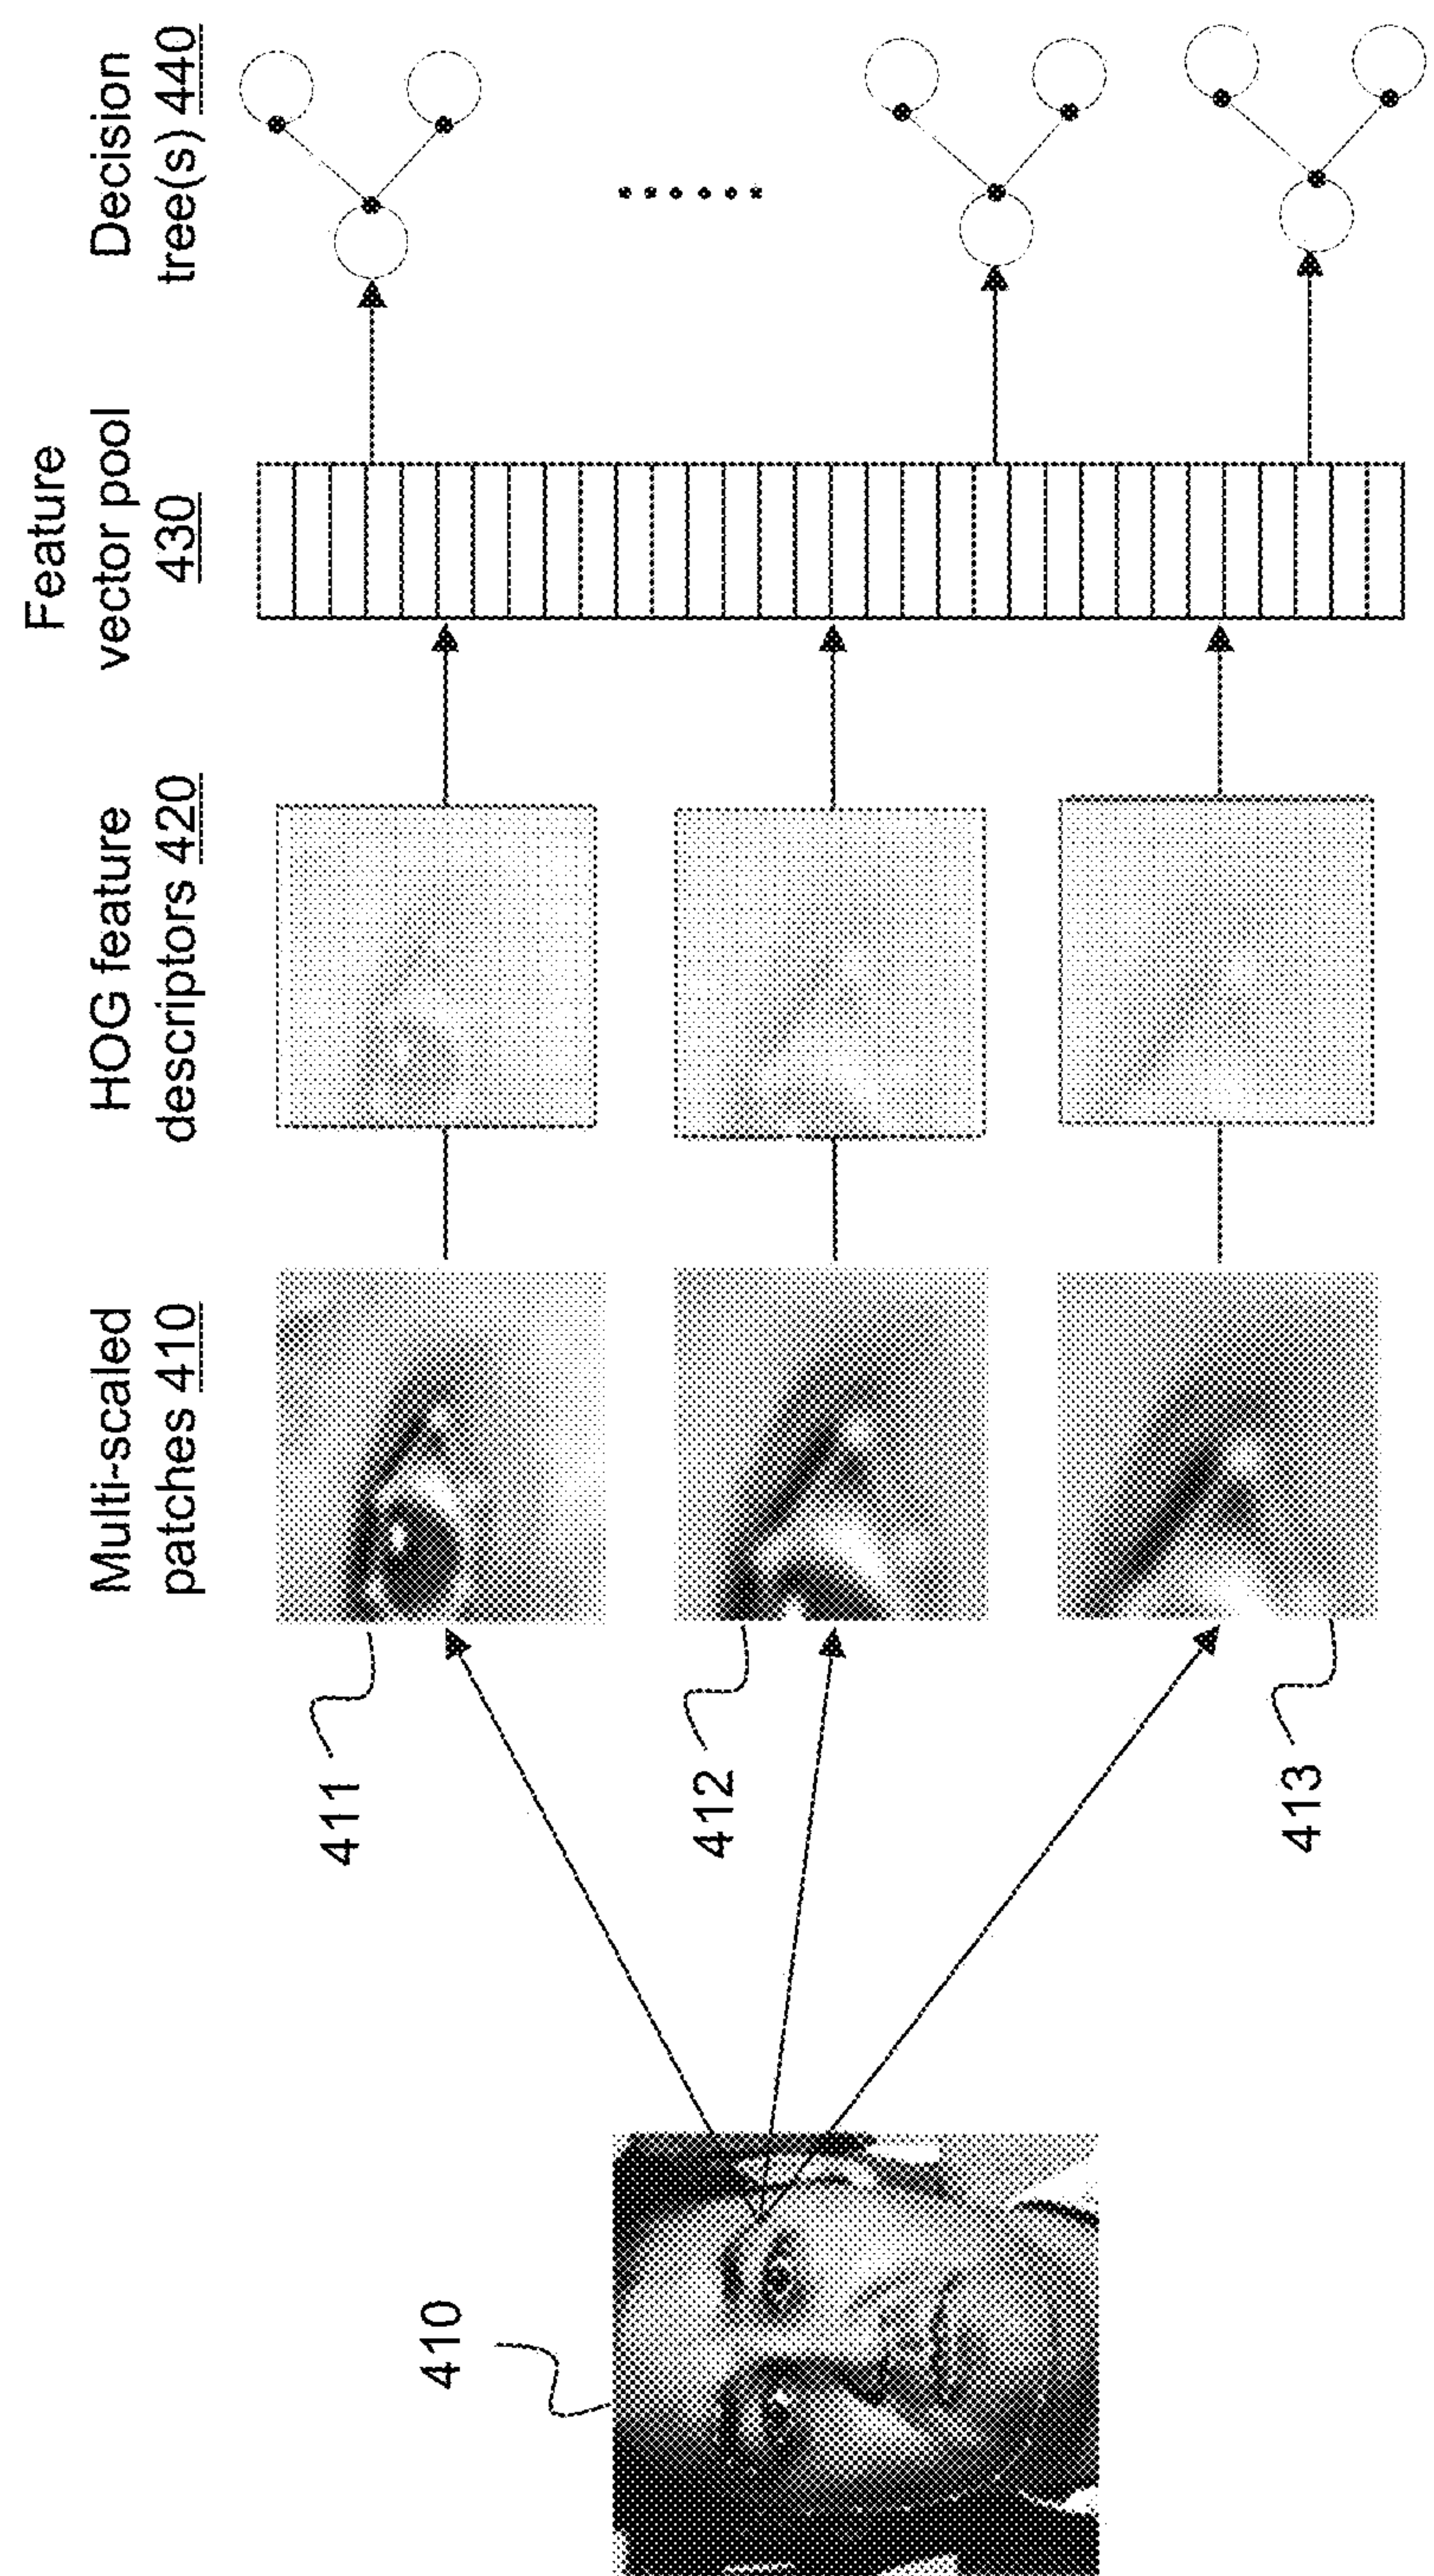 410
411
412
413
Multi-scaled
patches 410
HOG feature
descriptors 420
Feature
vector pool
430
Decision
tree(s) 440